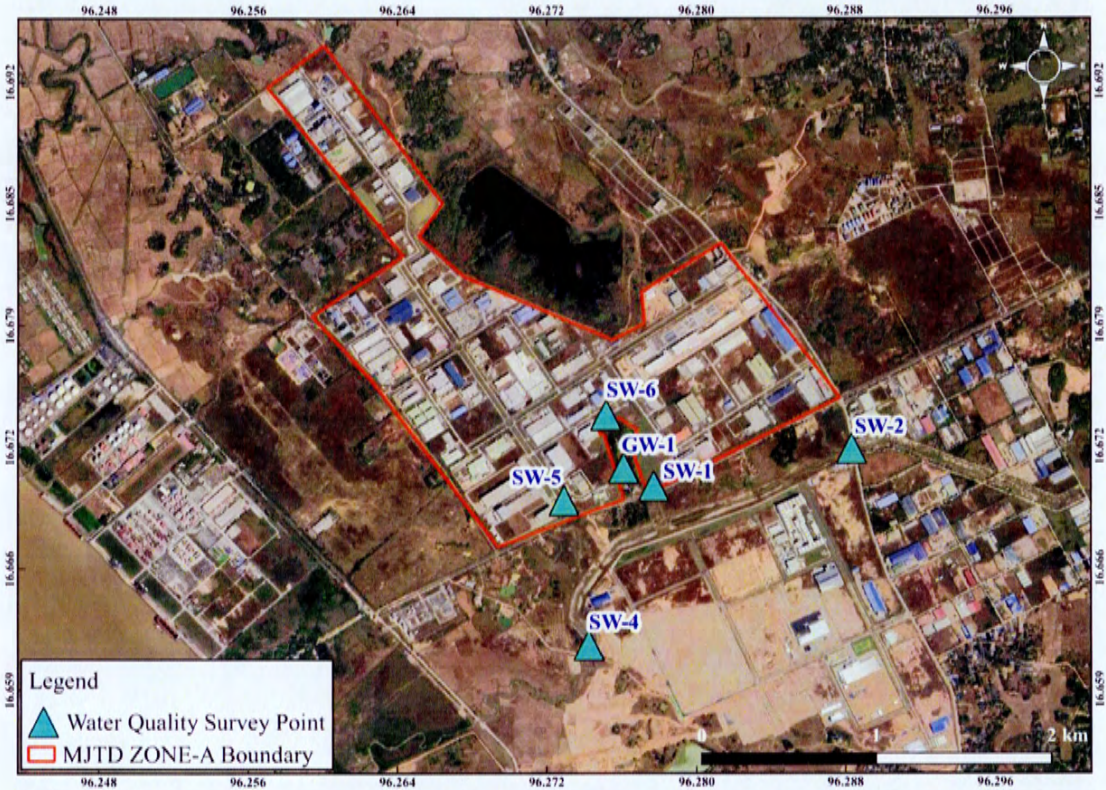 96.248 96.256 96.264 96.272 96.280 96.288 96.296
16.692 16.692
N
W E
16.685 16.685
16.679 16.679
SW-6
SW-2
16.672 GW-1 16.672
SW-5 SW-1
16.666 16.666
SW-4
16.659 16.659
Legend
Water Quality Survey Point
MJTD ZONE-A Boundary
0 1 2 km
96.248 96.256 96.264 96.272 96.280 96.288 96.296